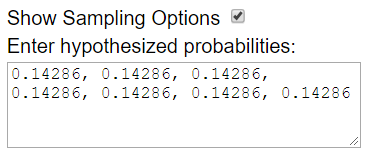 Show Sampling Options
Enter hypothesized probabilities:
0.14286, 0.14286, 0.14286,
0.14286, 0.14286, 0.14286, 0.14286